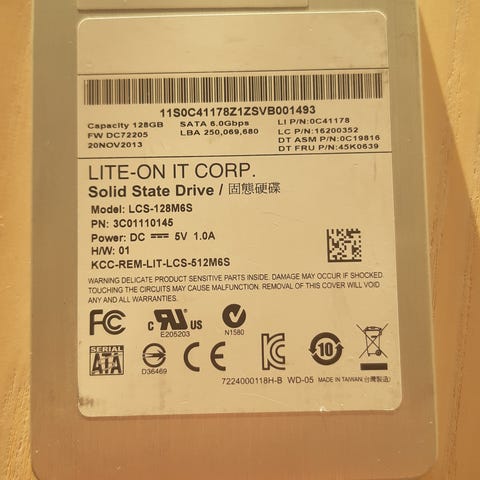 11S0C41178Z1ZSVB001493
Capacity 128GB SATA 6.0Gbps LI P/N:0C41178
FW DC72205 LBA 250,069,680 LC P/N:16200352
20NOV2013 DT ASM P/N:0C19816
DT FRU P/N:45K0639
LITE-ON IT CORP.
Solid State Drive / 固態硬碟
Model: LCS-128M6S
PN: 3C01110145
Power: DC 5V 1.0A
H/W: 01
KCC-REM-LIT-LCS-512M6S
WARNING DELICATE PRODUCT SENSITIVE PARTS INSIDE. DAMAGE MAY OCCUR IF SHOCKED
TOUCHING THE CIRCUITS MAY CAUSE MALFUNCTION. REMOVAL OF THIS COVER WILL VOID
ANY WARRANTIES.
FC c RU US
E205203 N1580
SERIAL
ATA D36469 CE 10
7224000118H-B WD-05 MADE IN TAIWAN(台灣製造)